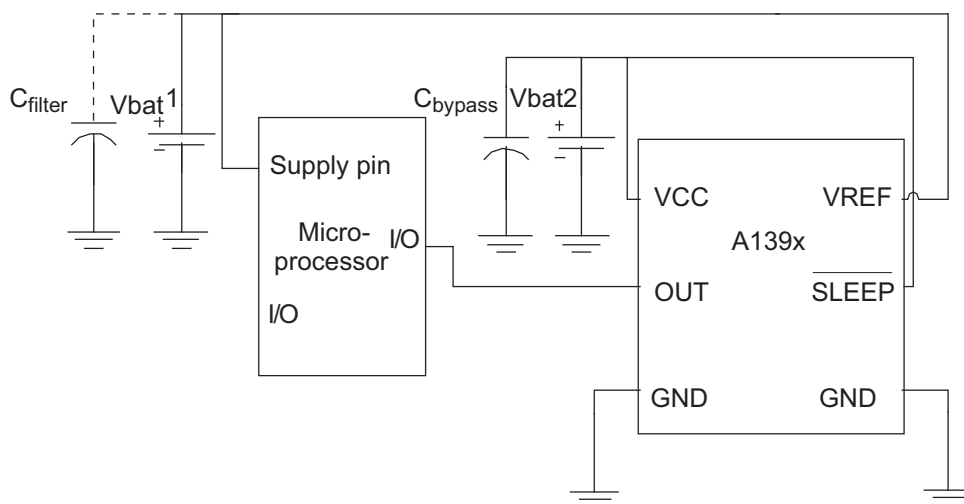 Cfilter
Vbat1
+
–
Cbypass
Vbat2
+
–
Supply pin
Micro-
processor
I/O
I/O
VCC
VREF
A139x
OUT
SLEEP
GND
GND